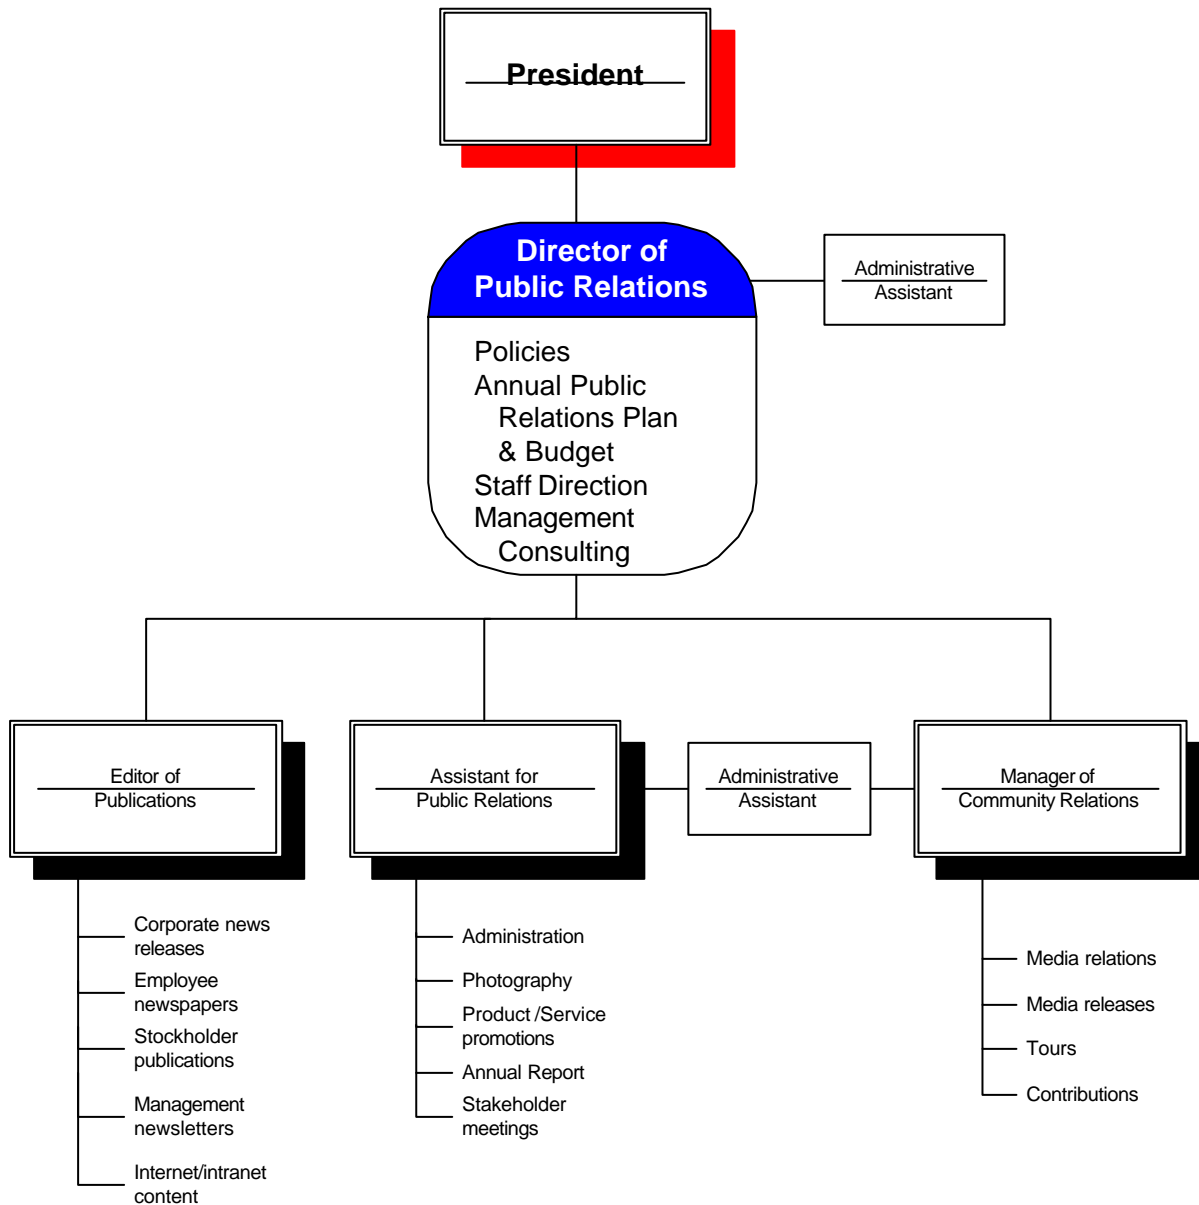 President
Director of
Public Relations
Administrative
Assistant
Policies
Annual Public
Relations Plan
& Budget
Staff Direction
Management
Consulting
Editor of
Publications
Assistant for
Public Relations
Administrative
Assistant
Manager of
Community Relations
Corporate news
releases
Employee
newspapers
Stockholder
publications
Management
newsletters
Internet/intranet
content
Administration
Photography
Product /Service
promotions
Annual Report
Stakeholder
meetings
Media relations
Media releases
Tours
Contributions